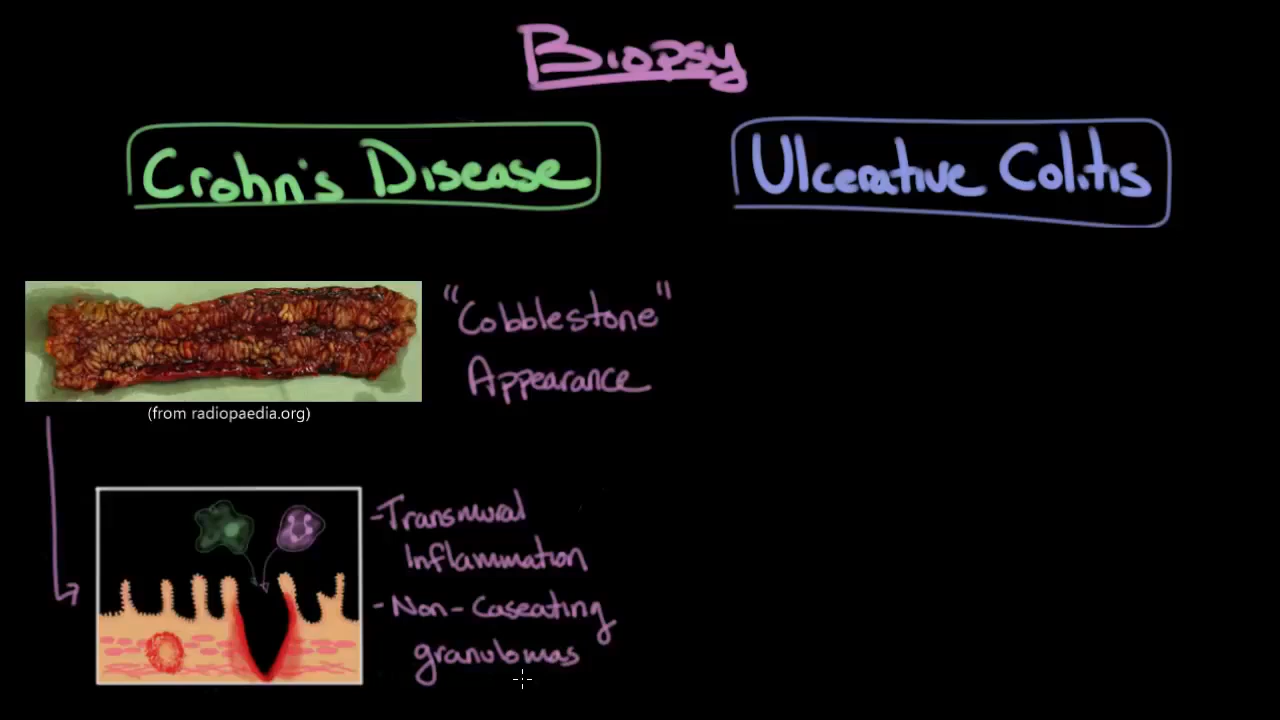 Biopsy
Crohn's Disease
Ulcerative Colitis
"Cobblestone"
Appearance
(from radiopaedia.org)
-Transmural
Inflammation
-Non-Caseating
granulomas